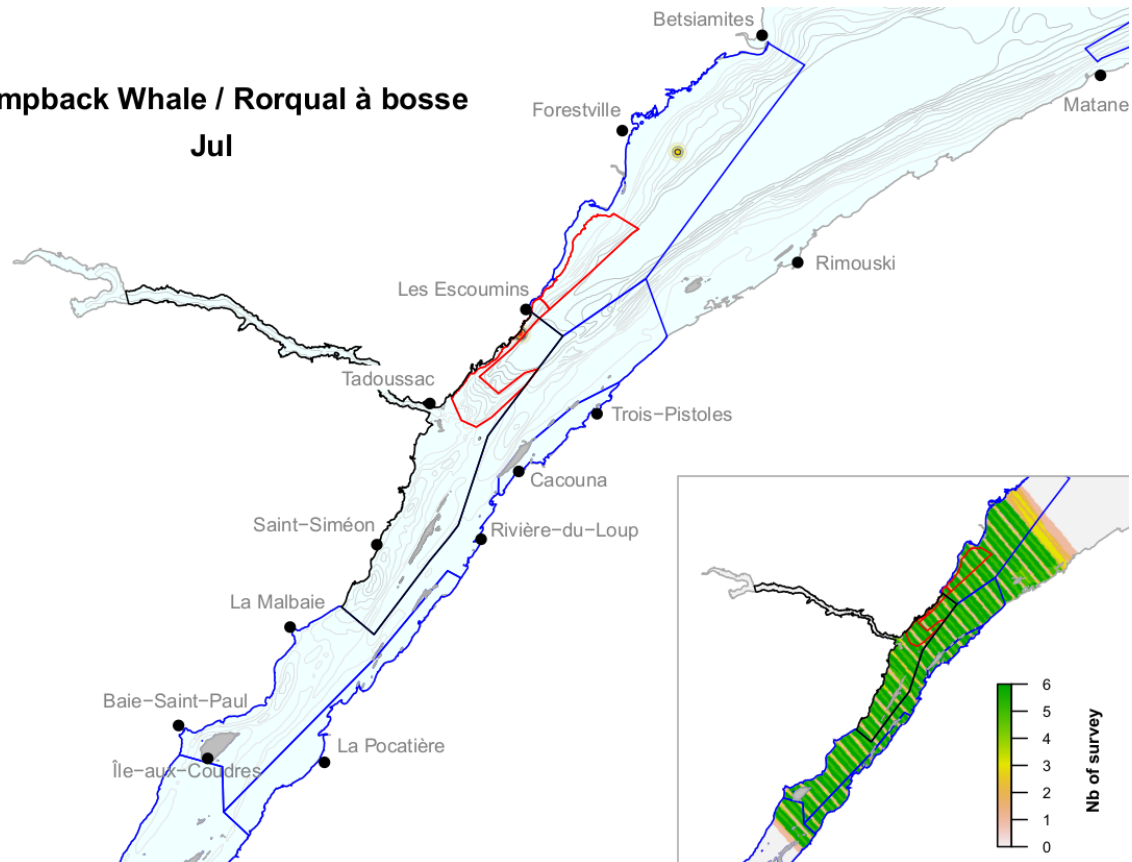 Betsiamites
mpback Whale / Rorqual à bosse
Forestville
Matane
Jul
Rimouski
Les Escoumins
Tadoussac
Trois−Pistoles
Cacouna
Saint−Siméon
Rivière−du−Loup
La Malbaie
Baie−Saint−Paul
La Pocatière
Île−aux−Coudres
6
5
4
3
2
1
0
Nb of survey